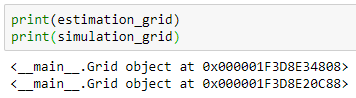 print(estimation_grid)
print(simulation_grid)
<__main__.Grid object at 0x000001F3D8E34808>
<__main__.Grid object at 0x000001F3D8E20C88>